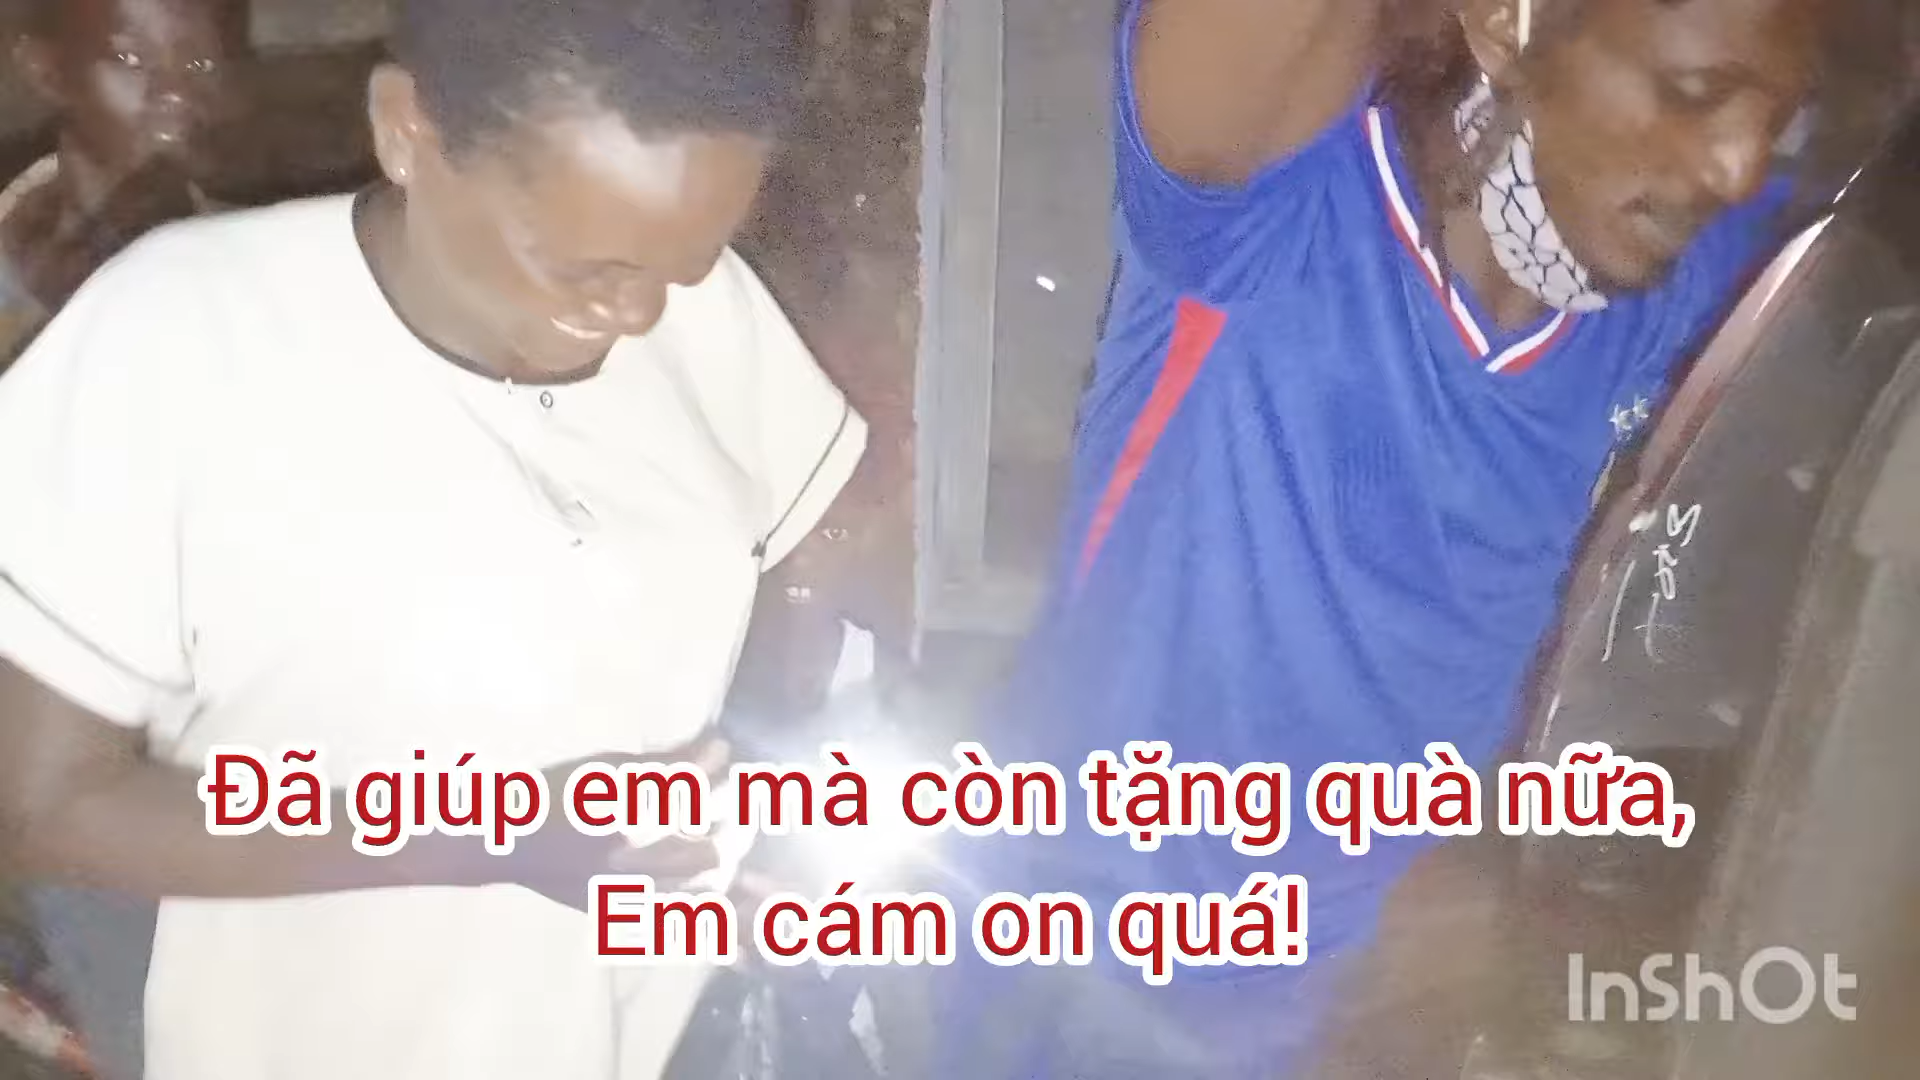 Đã giúp em mà còn tặng quà nữa,
Em cám on quá!
InShOt